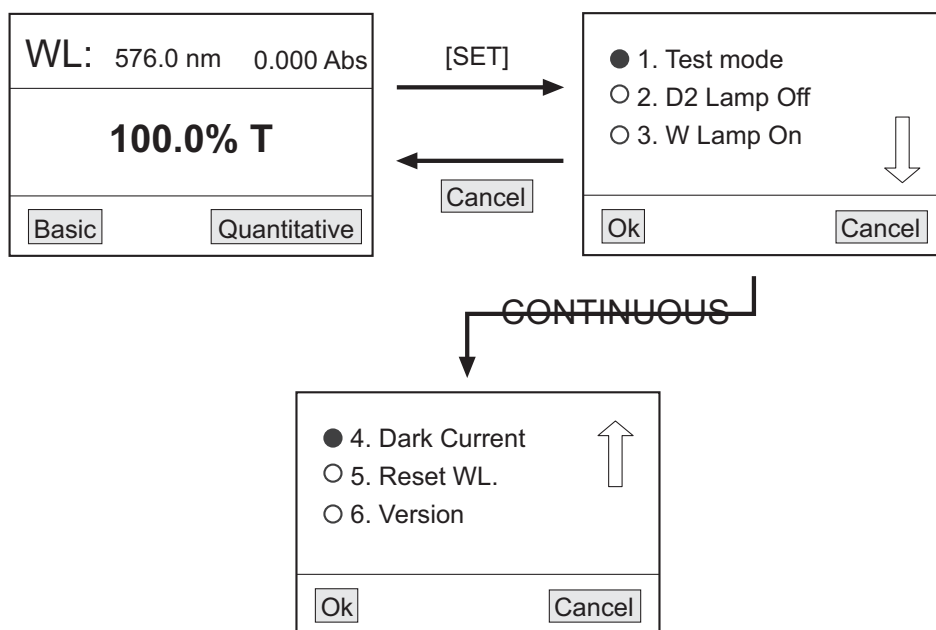 WL: 576.0 nm 0.000 Abs
100.0% T
Basic Quantitative
[SET]
Cancel
1. Test mode
2. D2 Lamp Off
3. W Lamp On
Ok Cancel
CONTINUOUS
4. Dark Current
5. Reset WL.
6. Version
Ok Cancel